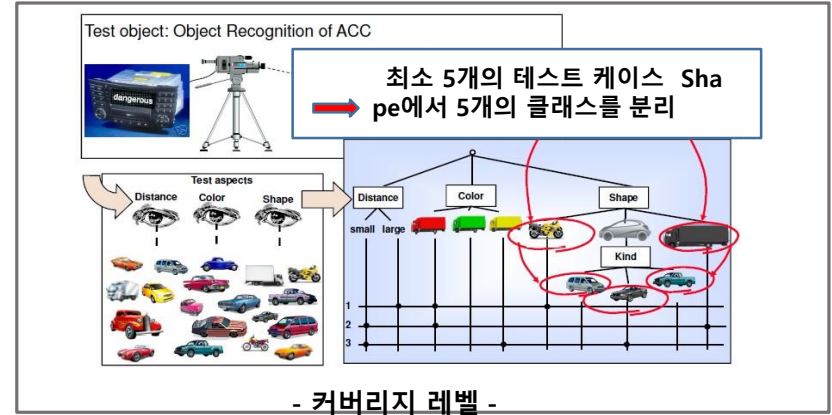 Test object: Object Recognition of ACC
dangerous
최소 5개의 테스트 케이스 Sha
pe에서 5개의 클래스를 분리
Test aspects
Distance Color Shape
Distance Color Shape
small large
Kind
1
2
3
- 커버리지 레벨 -